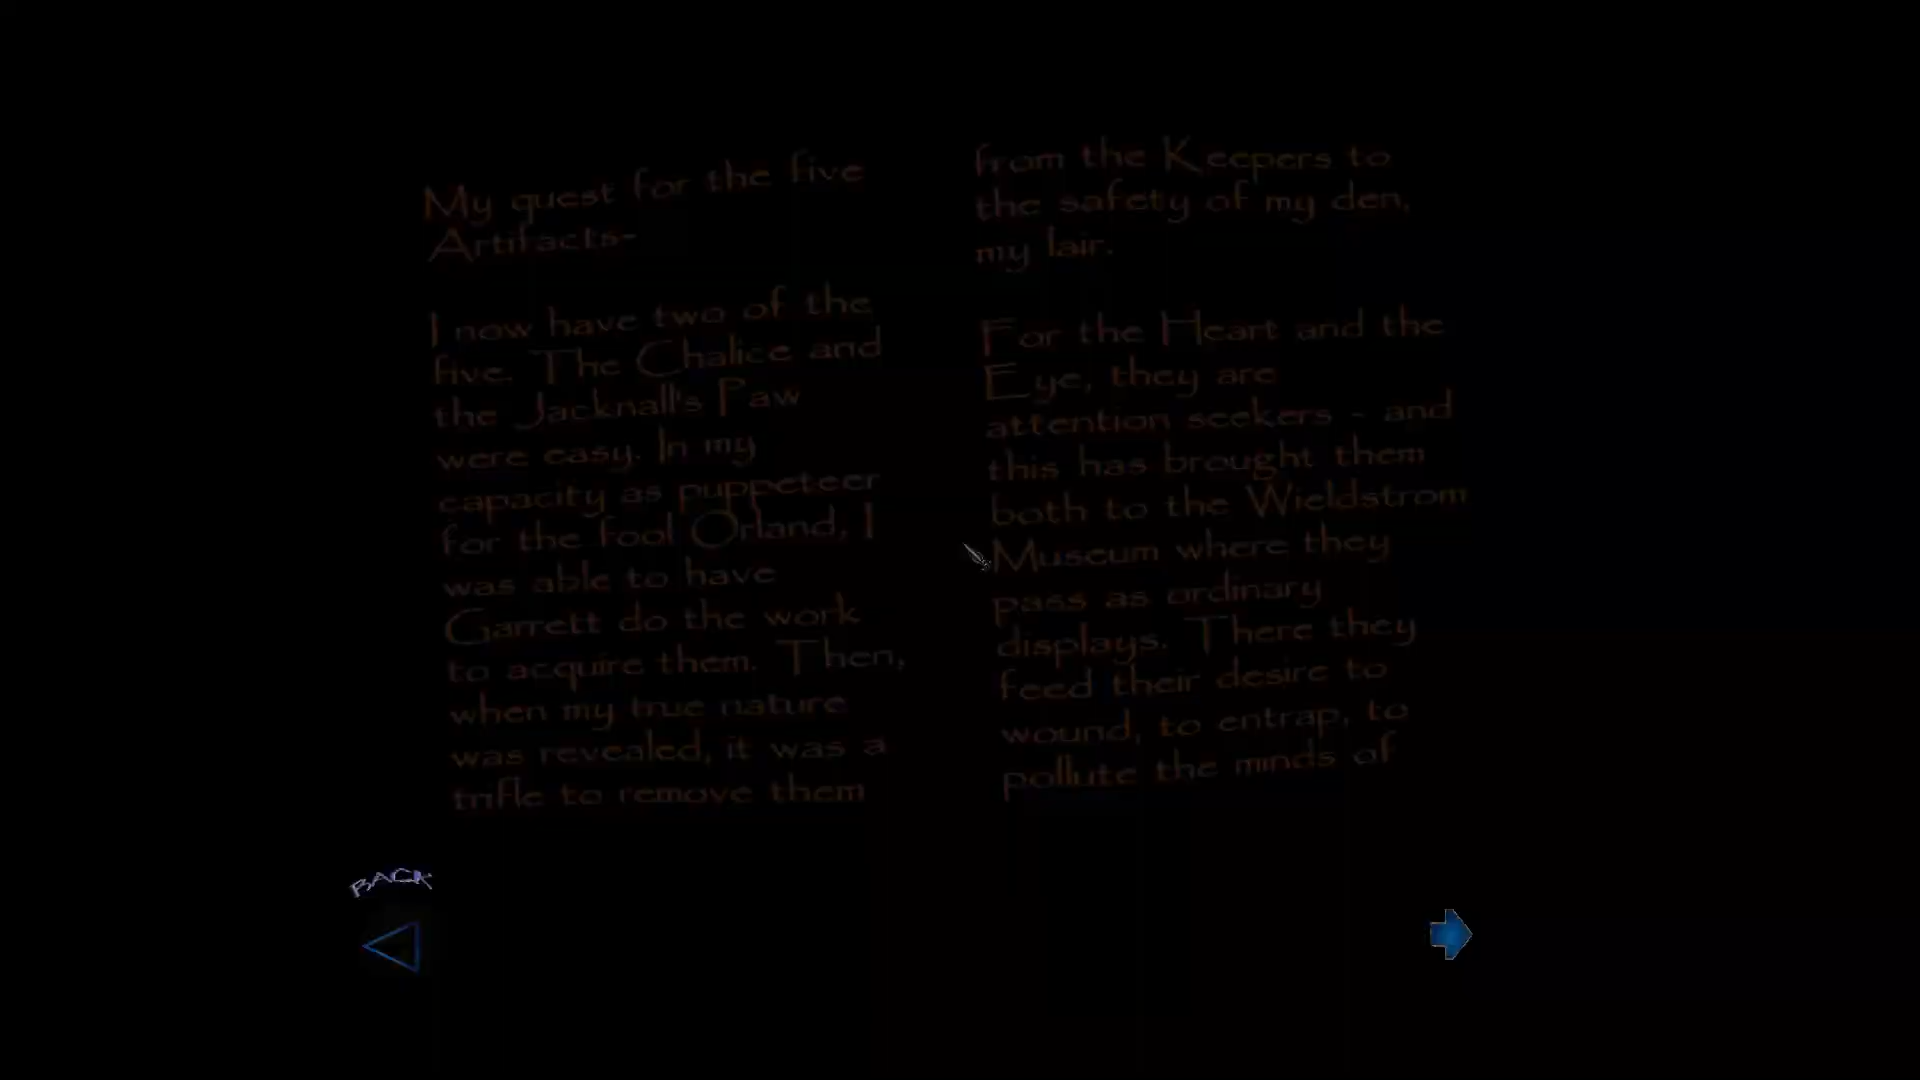 My quest for the five
Artifacts-
I now have two of the
five. The Chalice and
the Jacknall's Paw
were easy. In my
capacity as puppeteer
for the fool Orland, I
was able to have
Garrett do the work
to acquire them. Then,
when my true nature
was revealed, it was a
trifle to remove them
from the Keepers to
the safety of my den,
my lair.
For the Heart and the
Eye, they are
attention seekers - and
this has brought them
both to the Wieldstrom
Museum where they
pass as ordinary
displays. There they
feed their desire to
wound, to entrap, to
pollute the minds of
BACK